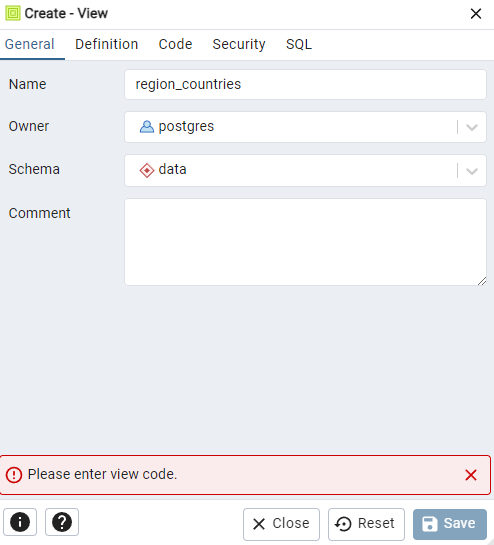 Create - View
General Definition Code Security SQL
Name region_countries
Owner postgres
Schema data
Comment
Please enter view code.
Close Reset Save